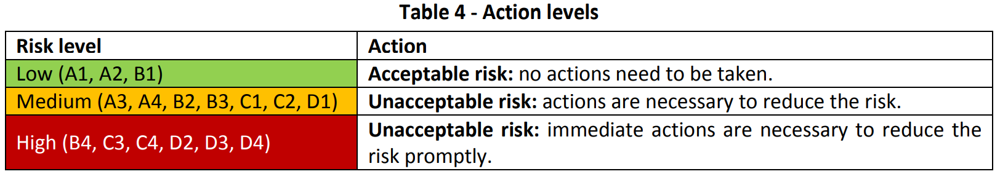 Table 4 - Action levels
Risk level
Action
Low (A1, A2, B1)
Acceptable risk: no actions need to be taken.
Medium (A3, A4, B2, B3, C1, C2, D1)
Unacceptable risk: actions are necessary to reduce the risk.
High (B4, C3, C4, D2, D3, D4)
Unacceptable risk: immediate actions are necessary to reduce the
risk promptly.